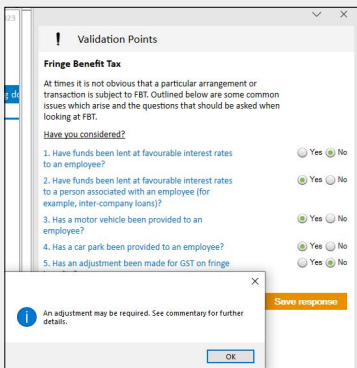 023
! Validation Points
Fringe Benefit Tax
At times it is not obvious that a particular arrangement or
transaction is subject to FBT. Outlined below are some common
issues which arise and the questions that should be asked when
looking at FBT.
Have you considered?
1. Have funds been lent at favourable interest rates
to an employee?
Yes No
2. Have funds been lent at favourable interest rates
to a person associated with an employee (for
example, inter-company loans)?
Yes No
3. Has a motor vehicle been provided to an
employee?
Yes No
4. Has a car park been provided to an employee?
Yes No
5. Has an adjustment been made for GST on fringe
Yes No
An adjustment may be required. See commentary for further
details.
OK
Save response